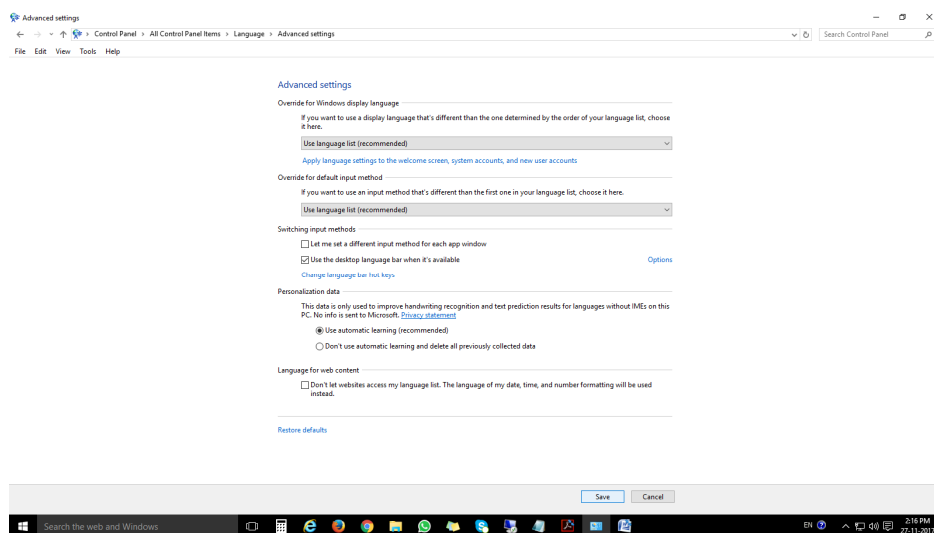 Advanced settings
Control Panel > All Control Panel Items > Language > Advanced settings
Search Control Panel
File Edit View Tools Help
Advanced settings
Override for Windows display language
If you want to use a display language that's different than the one determined by the order of your language list, choose
it here.
Use language list (recommended)
Apply language settings to the welcome screen, system accounts, and new user accounts
Override for default input method
If you want to use an input method that's different than the first one in your language list, choose it here.
Use language list (recommended)
Switching input methods
Let me set a different input method for each app window
Use the desktop language bar when it's available
Options
Change language bar hot keys
Personalization data
This data is only used to improve handwriting recognition and text prediction results for languages without IMEs on this
PC. No info is sent to Microsoft. Privacy statement
Use automatic learning (recommended)
Don't use automatic learning and delete all previously collected data
Language for web content
Don't let websites access my language list. The language of my date, time, and number formatting will be used
instead.
Restore defaults
Save Cancel
Search the web and Windows
EN
2:16 PM
27-11-2017